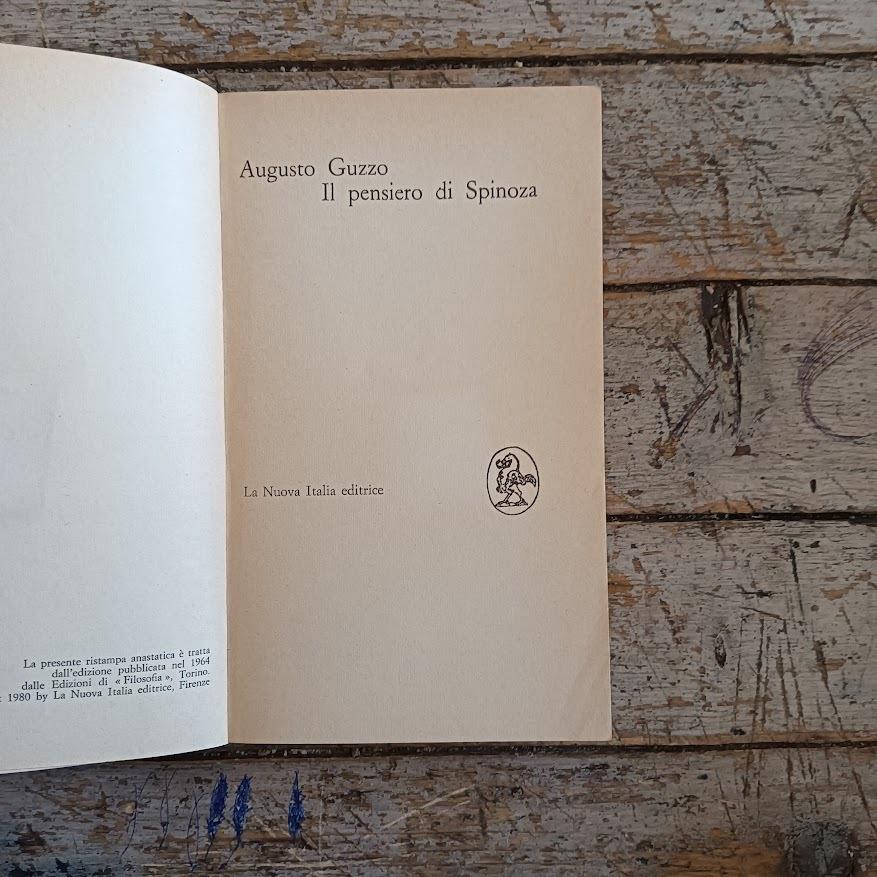 La presente ristampa anastatica è tratta
dall'edizione pubblicata nel 1964
dalle Edizioni di « Filosofia », Torino.
1980 by La Nuova Italia editrice, Firenze
Augusto Guzzo
Il pensiero di Spinoza
La Nuova Italia editrice